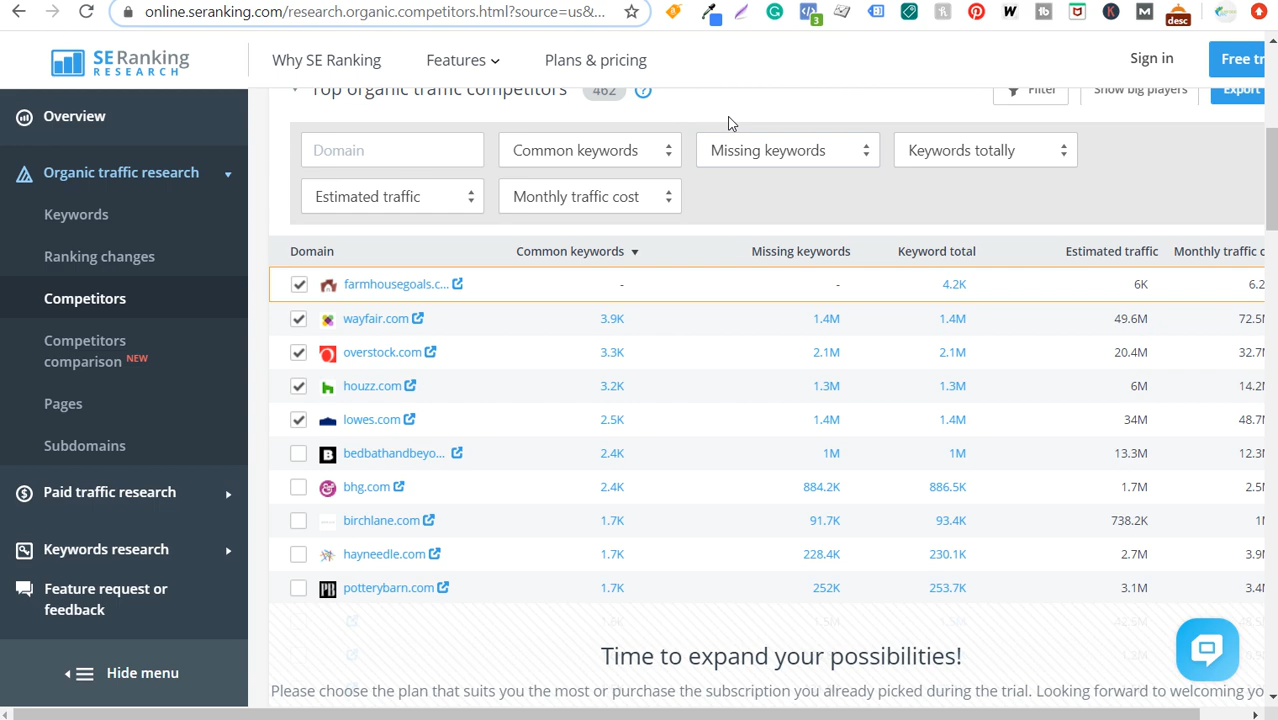 online.seranking.com/research.organic.competitors.html?source=us&...
3
desc
SERanking
RESEARCH
Why SE Ranking
Features
Plans & pricing
Sign in
Free tr
Overview
Organic traffic research
Keywords
Ranking changes
Competitors
Competitors
comparison NEW
Pages
Subdomains
Paid traffic research
Keywords research
Feature request or
feedback
Hide menu
Top organic traffic competitors 462 ?
Filter
Show big players
Export
Domain
Common keywords
Missing keywords
Keywords totally
Estimated traffic
Monthly traffic cost
Domain Common keywords Missing keywords Keyword total Estimated traffic Monthly traffic c
farmhousegoals.c... - - 4.2K 6K 6.2
wayfair.com 3.9K 1.4M 1.4M 49.6M 72.5
overstock.com 3.3K 2.1M 2.1M 20.4M 32.7
houzz.com 3.2K 1.3M 1.3M 6M 14.2
lowes.com 2.5K 1.4M 1.4M 34M 48.7
bedbathandbeyo... 2.4K 1M 1M 13.3M 12.3
bhg.com 2.4K 884.2K 886.5K 1.7M 2.5
birchlane.com 1.7K 91.7K 93.4K 738.2K 1
hayneedle.com 1.7K 228.4K 230.1K 2.7M 3.9
potterybarn.com 1.7K 252K 253.7K 3.1M 3.4
1.6K 1.5M 1.5M
Time to expand your possibilities!
Please choose the plan that suits you the most or purchase the subscription you already picked during the trial. Looking forward to welcoming yo